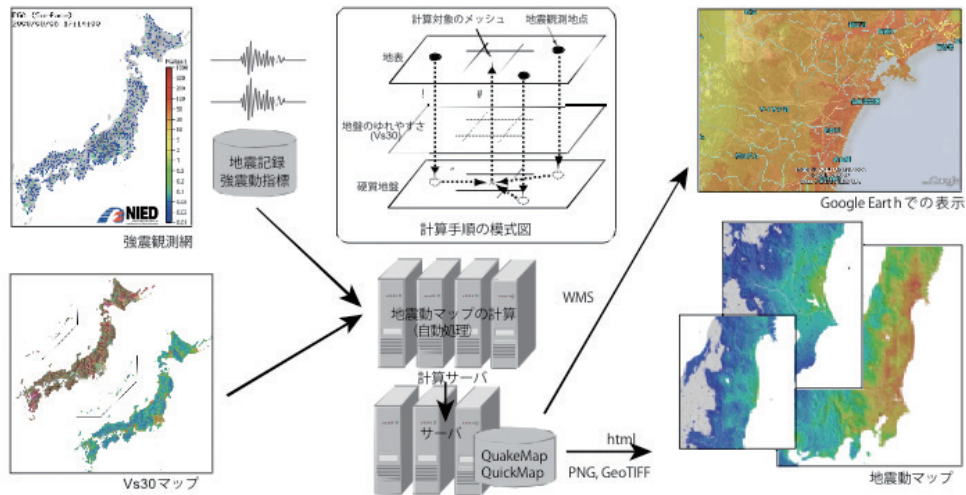 PGA (Surface)
地震記録
強震動指標
NIED
強震観測網
計算対象のメッシュ
地震観測地点
地表
地盤のゆれやすさ
(Vs30)
硬質地盤
計算手順の模式図
Google
Google Earthでの表示
Vs30マップ
地震動マップの計算
(自動処理)
計算サーバ
サーバ
QuakeMap
QuickMap
WMS
html
PNG, GeoTIFF
地震動マップ